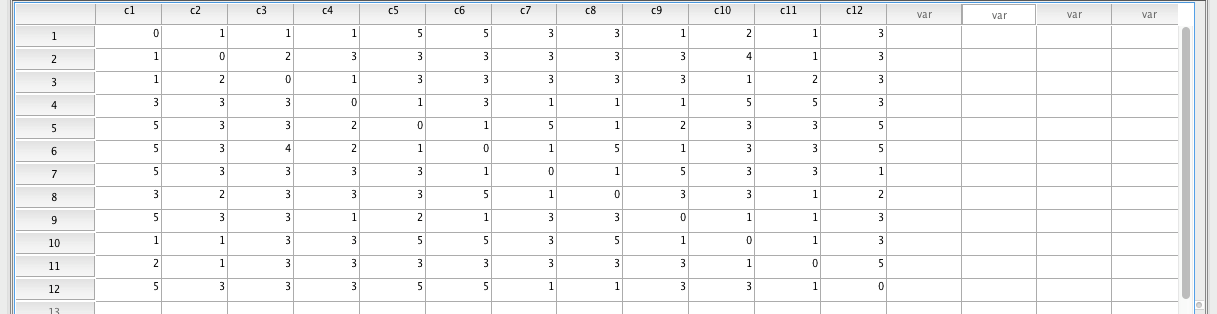 c1 c2 c3 c4 c5 c6 c7 c8 c9 c10 c11 c12 var var var var
1 0 1 1 1 5 5 3 3 1 2 1 3
2 1 0 2 3 3 3 3 3 3 4 1 3
3 1 2 0 1 3 3 3 3 3 1 2 3
4 3 3 3 0 1 3 1 1 1 5 5 3
5 5 3 3 2 0 1 5 1 2 3 3 5
6 5 3 4 2 1 0 1 5 1 3 3 5
7 5 3 3 3 3 1 0 1 5 3 3 1
8 3 2 3 3 3 5 1 0 3 3 1 2
9 5 3 3 1 2 1 3 3 0 1 1 3
10 1 1 3 3 5 5 3 5 1 0 1 3
11 2 1 3 3 3 3 3 3 3 1 0 5
12 5 3 3 3 5 5 1 1 3 3 1 0
13